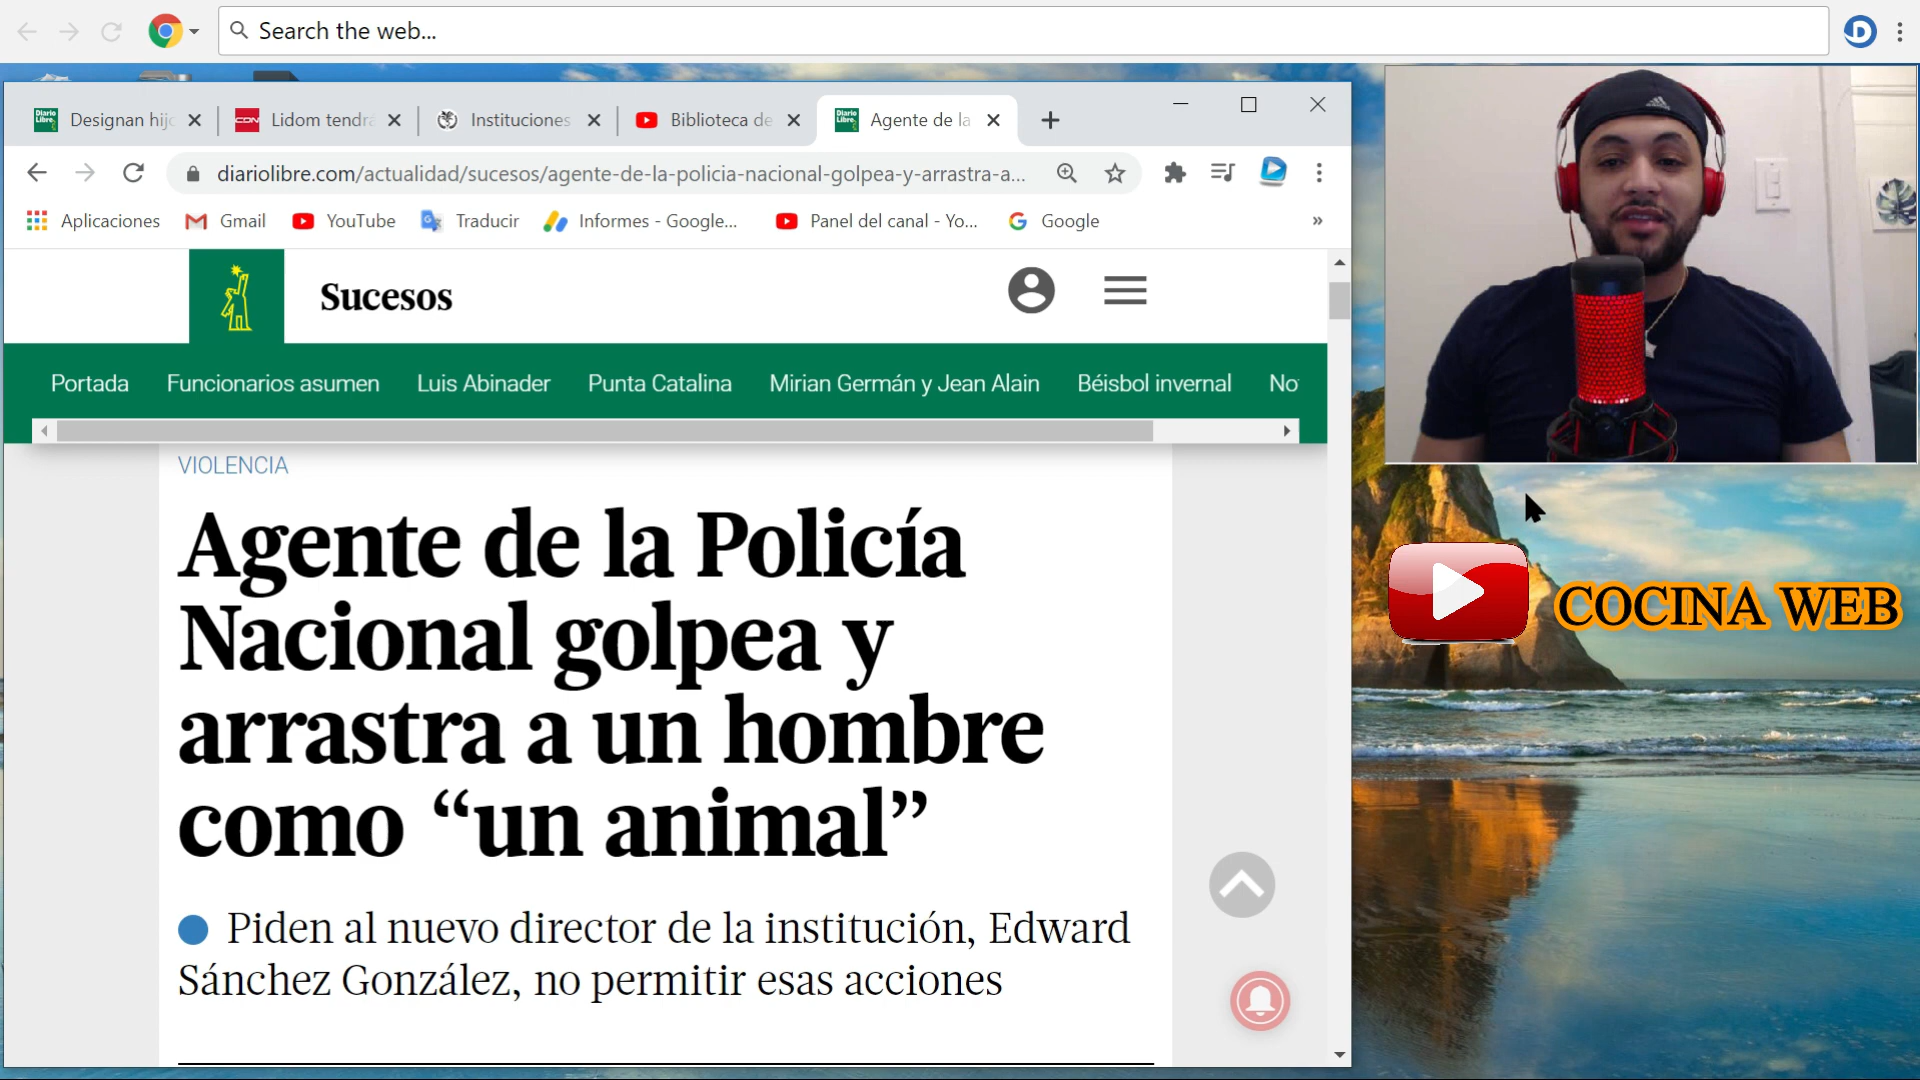 Search the web...
Designan hijo
Lidom tendrá
Instituciones
Biblioteca de
Agente de la
diariolibre.com/actualidad/sucesos/agente-de-la-policia-nacional-golpea-y-arrastra-a...
Aplicaciones
Gmail
YouTube
Traducir
Informes - Google...
Panel del canal - Yo...
Google
»
Sucesos
Portada
Funcionarios asumen
Luis Abinader
Punta Catalina
Mirian Germán y Jean Alain
Béisbol invernal
No
VIOLENCIA
Agente de la Policía
Nacional golpea y
arrastra a un hombre
como “un animal”
Piden al nuevo director de la institución, Edward
Sánchez González, no permitir esas acciones
COCINA WEB